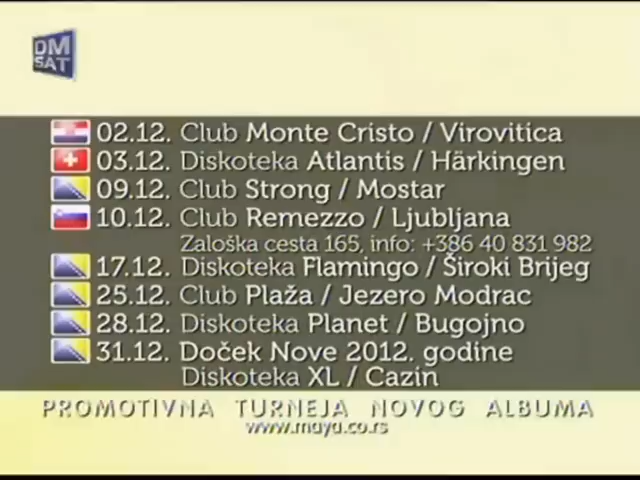 DM
SAT
02.12. Club Monte Cristo / Virovitica
03.12. Diskoteka Atlantis / Härkingen
09.12. Club Strong / Mostar
10.12. Club Remezzo / Ljubljana
Zaloška cesta 165, info: +386 40 831 982
17.12. Diskoteka Flamingo / Široki Brijeg
25.12. Club Plaža / Jezero Modrac
28.12. Diskoteka Planet / Bugojno
31.12. Doček Nove 2012. godine
Diskoteka XL / Cazin
PROMOTIVNA TURNEJA NOVOG ALBUMA
www.maya.co.rs